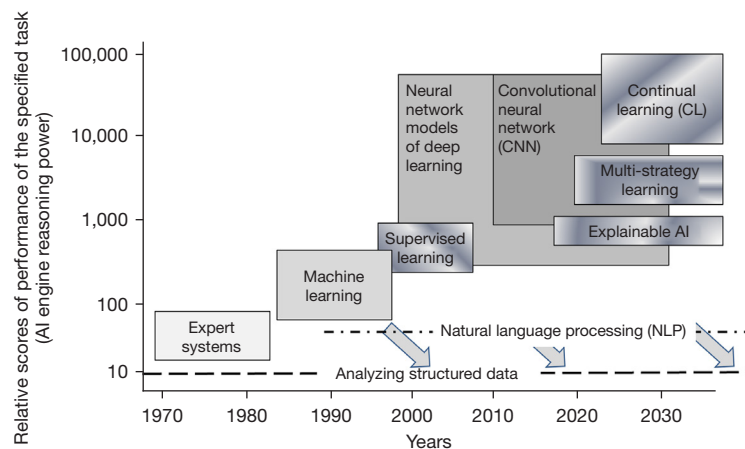 Relative scores of performance of the specified task
(AI engine reasoning power)
100,000
10,000
1,000
100
50
10
Neural
network
models
of deep
learning
Convolutional
neural
network
(CNN)
Continual
learning (CL)
Multi-strategy
learning
Explainable AI
Supervised
learning
Machine
learning
Expert
systems
Natural language processing (NLP)
Analyzing structured data
1970
1980
1990
2000
2010
2020
2030
Years